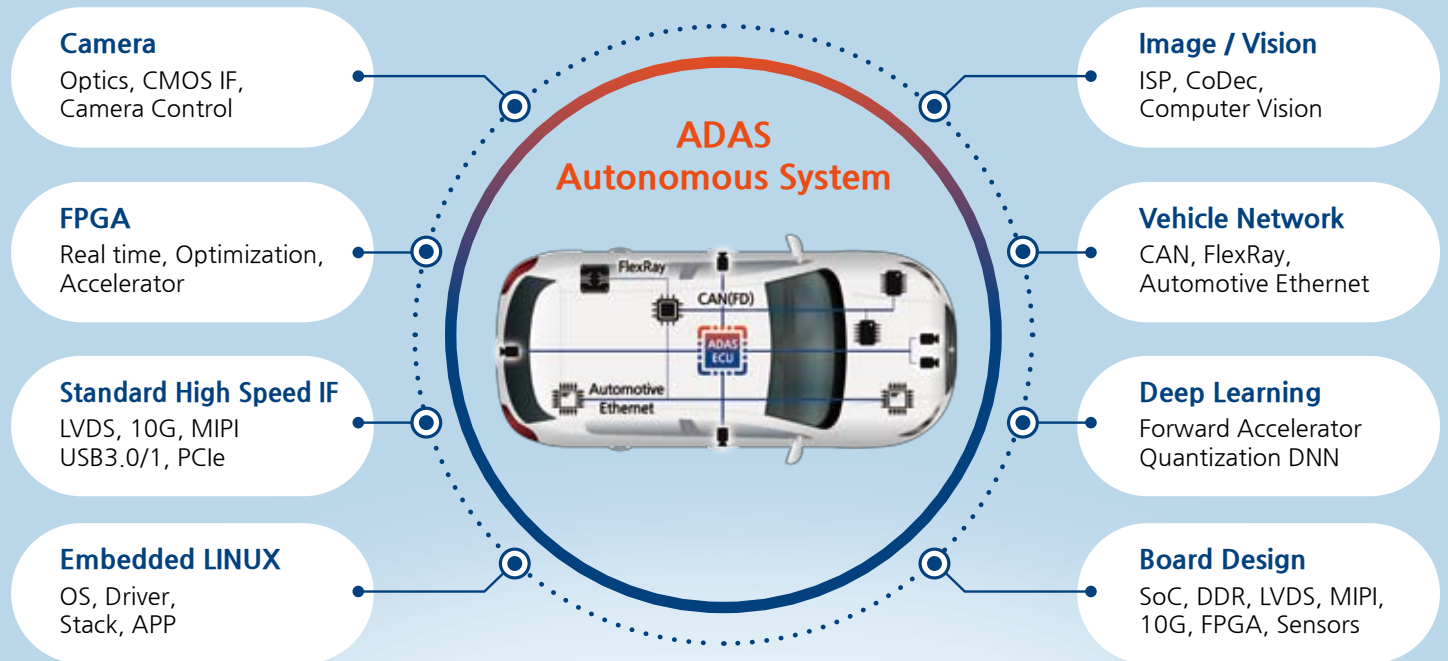 Camera
Optics, CMOS IF,
Camera Control
FPGA
Real time, Optimization,
Accelerator
Standard High Speed IF
LVDS, 10G, MIPI
USB3.0/1, PCIe
Embedded LINUX
OS, Driver,
Stack, APP
ADAS
Autonomous System
FlexRay
CAN(FD)
ADAS
ECU
Automotive
Ethernet
Image / Vision
ISP, CoDec,
Computer Vision
Vehicle Network
CAN, FlexRay,
Automotive Ethernet
Deep Learning
Forward Accelerator
Quantization DNN
Board Design
SoC, DDR, LVDS, MIPI,
10G, FPGA, Sensors